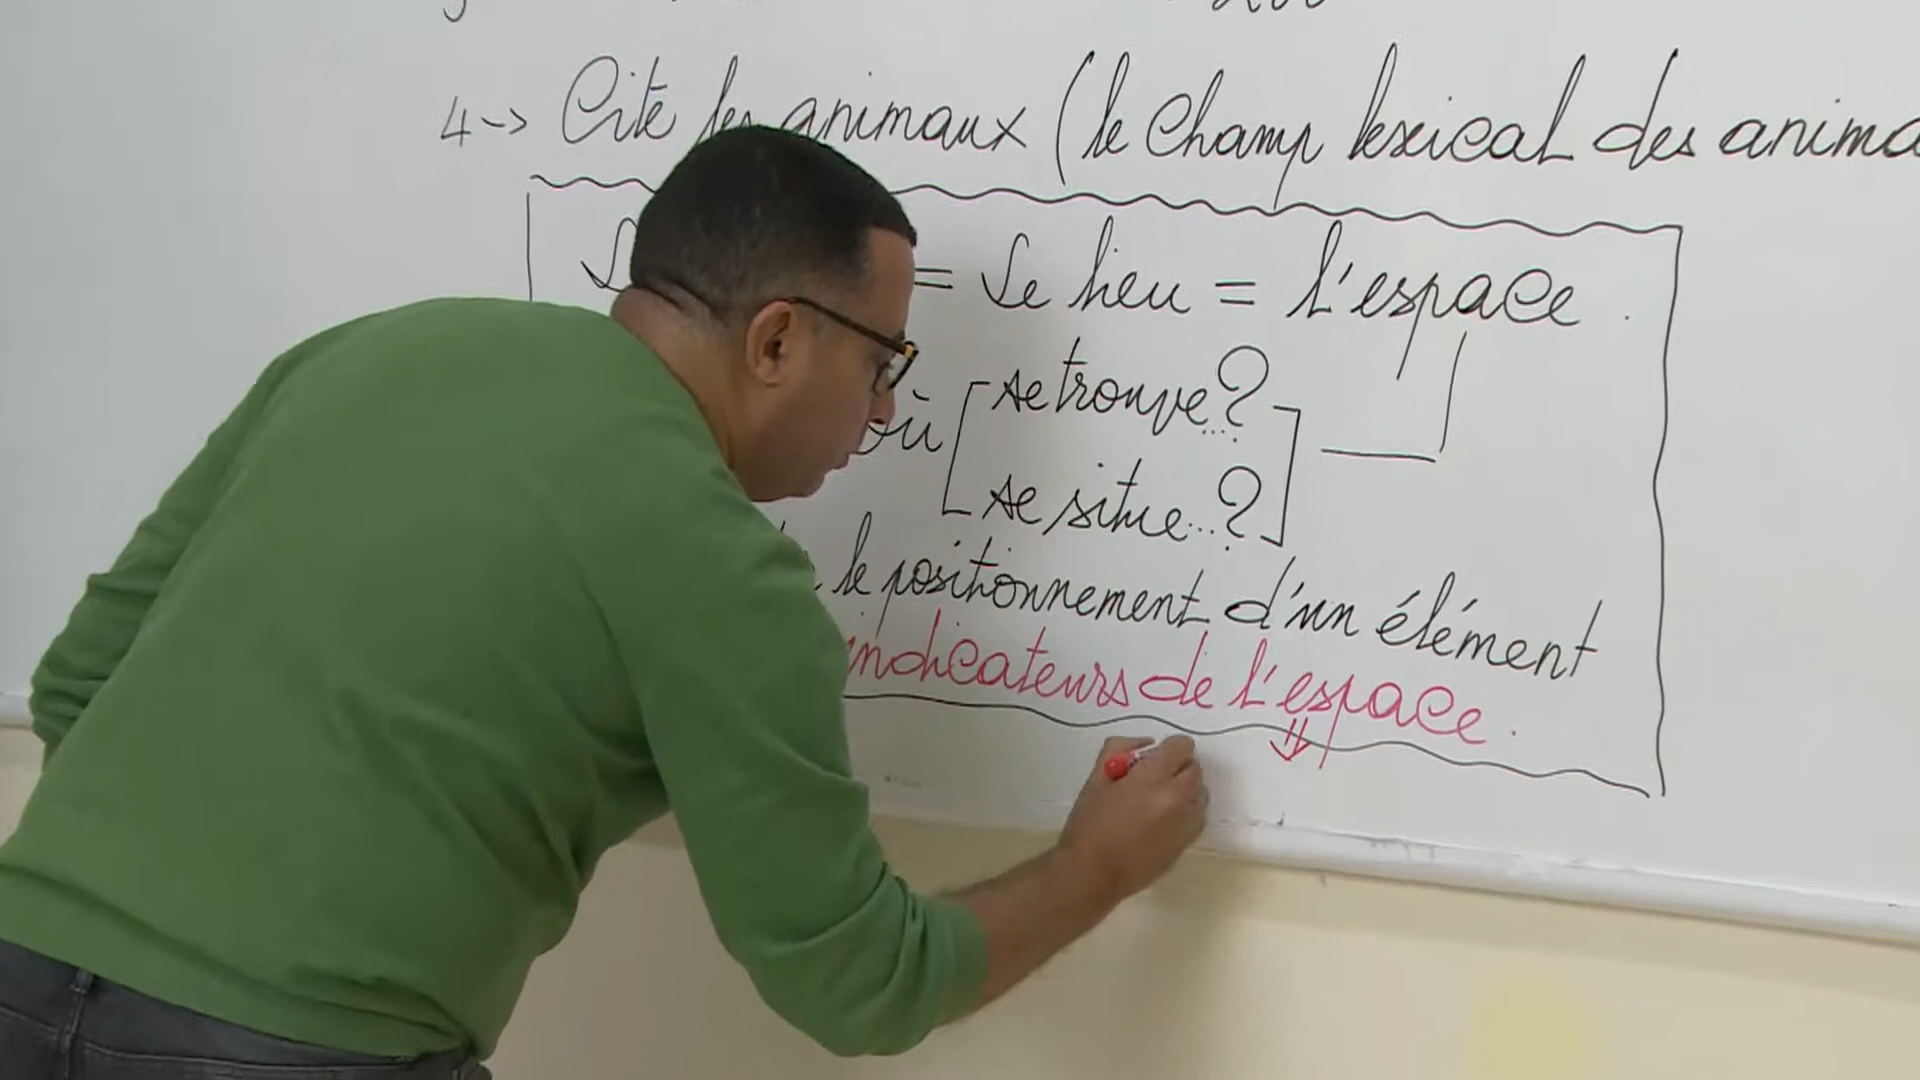 4 -> Cite les animaux (le champ lexical des anima
= Le lieu = l'espace.
où se trouve...?
se situe...?
le positionnement d'un élément
indicateurs de l'espace.